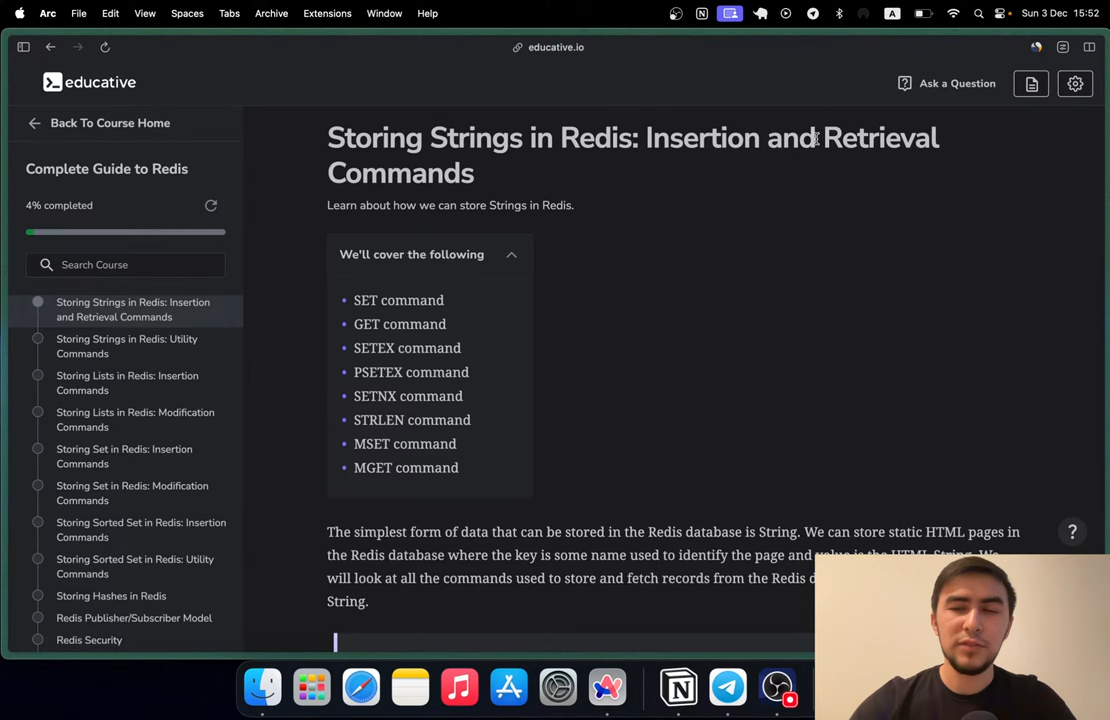 Arc File Edit View Spaces Tabs Archive Extensions Window Help A Sun 3 Dec 15:52
educative.io
educative
Ask a Question
Back To Course Home
Complete Guide to Redis
4% completed
Search Course
Storing Strings in Redis: Insertion
and Retrieval Commands
Storing Strings in Redis: Utility
Commands
Storing Lists in Redis: Insertion
Commands
Storing Lists in Redis: Modification
Commands
Storing Set in Redis: Insertion
Commands
Storing Set in Redis: Modification
Commands
Storing Sorted Set in Redis: Insertion
Commands
Storing Sorted Set in Redis: Utility
Commands
Storing Hashes in Redis
Redis Publisher/Subscriber Model
Redis Security
Storing Strings in Redis: Insertion and Retrieval
Commands
Learn about how we can store Strings in Redis.
We'll cover the following
• SET command
• GET command
• SETEX command
• PSETEX command
• SETNX command
• STRLEN command
• MSET command
• MGET command
The simplest form of data that can be stored in the Redis database is String. We can store static HTML pages in
the Redis database where the key is some name used to identify the page and value is the HTML String. We
will look at all the commands used to store and fetch records from the Redis
String.
?